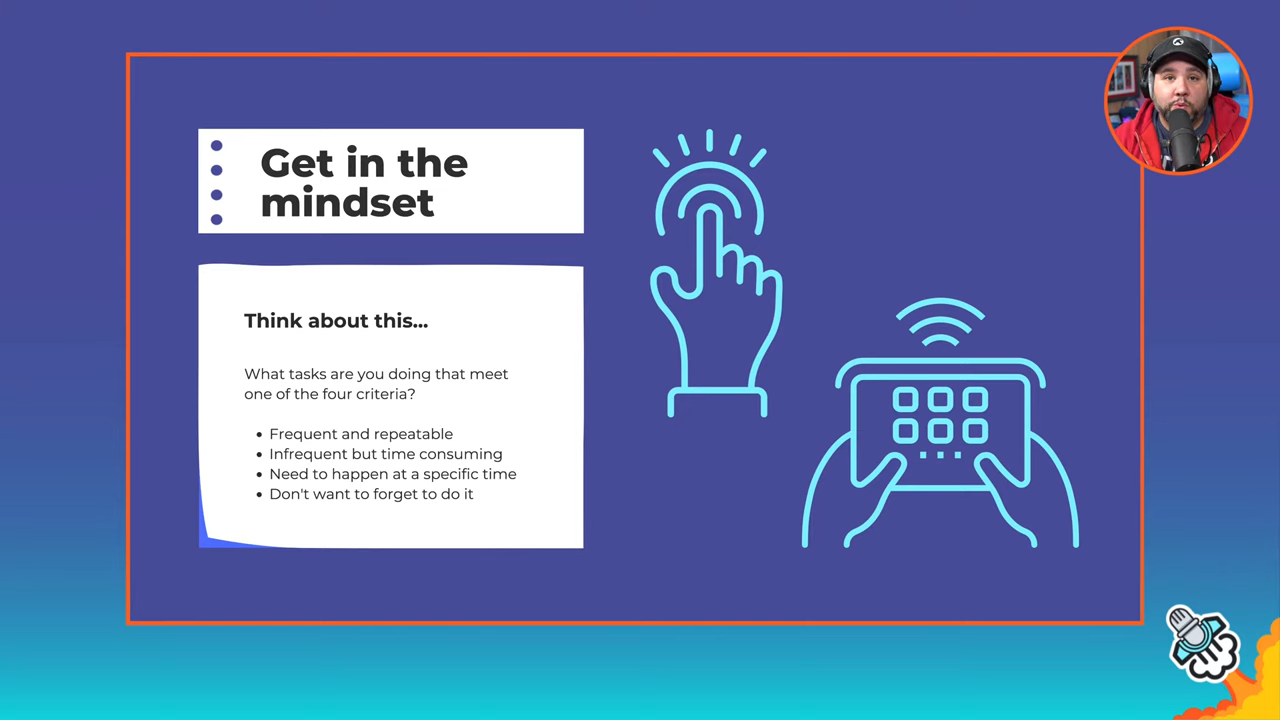 Get in the
mindset
Think about this...
What tasks are you doing that meet
one of the four criteria?
• Frequent and repeatable
• Infrequent but time consuming
• Need to happen at a specific time
• Don't want to forget to do it